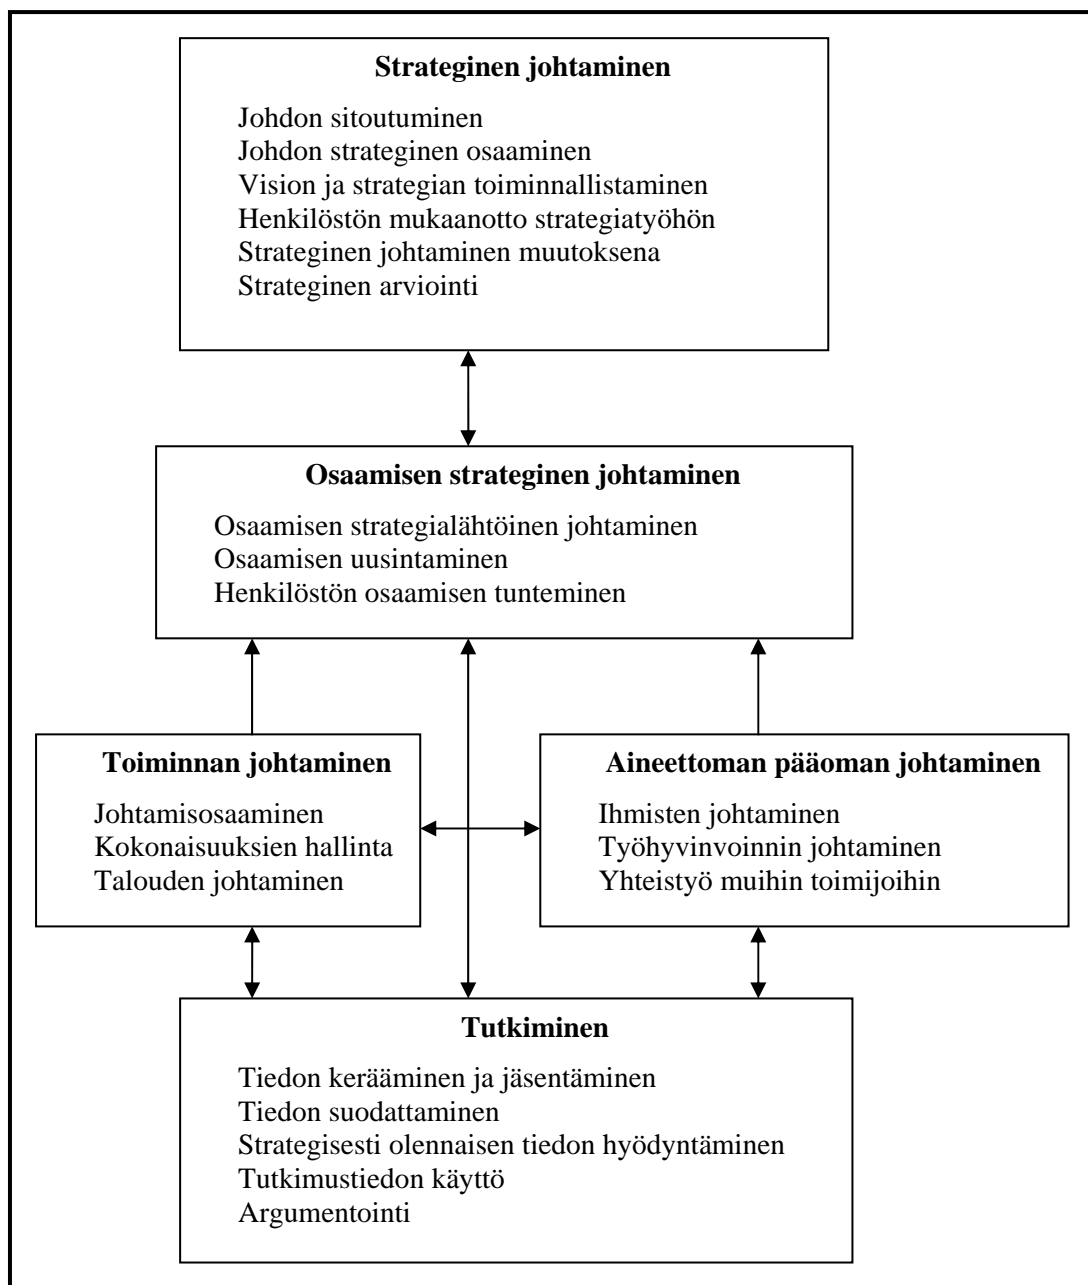 Strateginen johtaminen
Johdon sitoutuminen
Johdon strateginen osaaminen
Vision ja strategian toiminnallistaminen
Henkilöstön mukaanotto strategiatyöhön
Strateginen johtaminen muutoksena
Strateginen arviointi
Osaamisen strateginen johtaminen
Osaamisen strategialähtöinen johtaminen
Osaamisen uusintaminen
Henkilöstön osaamisen tunteminen
Toiminnan johtaminen
Johtamisosaaminen
Kokonaisuuksien hallinta
Talouden johtaminen
Aineettoman pääoman johtaminen
Ihmisten johtaminen
Työhyvinvoinnin johtaminen
Yhteistyö muihin toimijoihin
Tutkiminen
Tiedon kerääminen ja jäsentäminen
Tiedon suodattaminen
Strategisesti olennaisen tiedon hyödyntäminen
Tutkimustiedon käyttö
Argumentointi